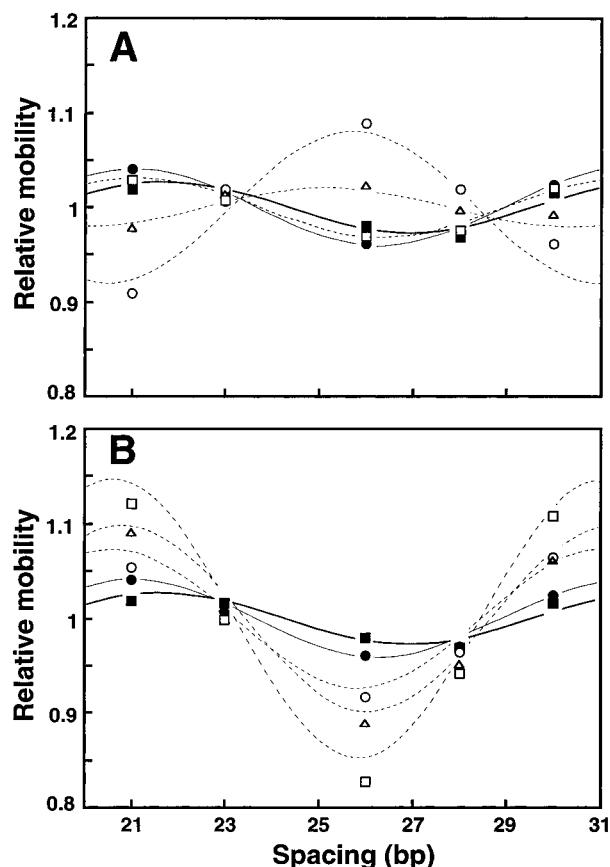 A
1.2
1.1
1
0.9
0.8
Relative mobility
B
1.2
1.1
1
0.9
0.8
Relative mobility
21 23 25 27 29 31
Spacing (bp)